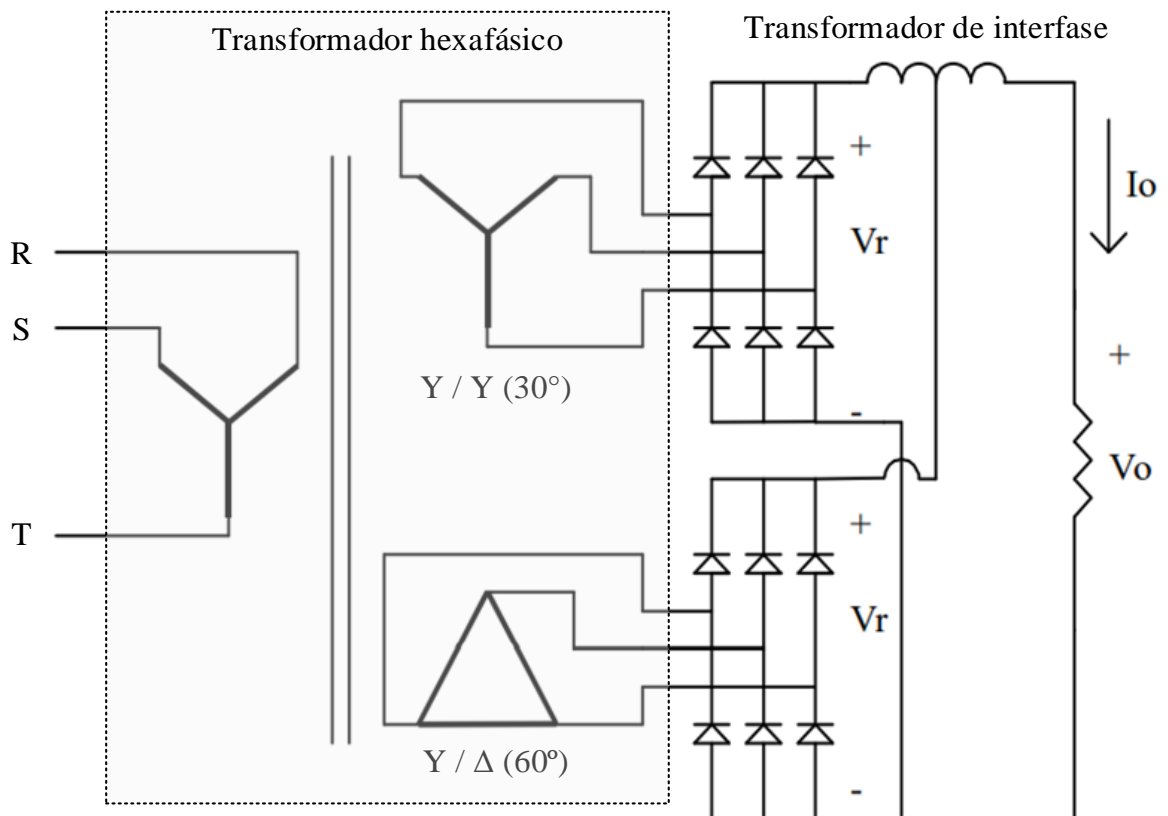 Transformador hexafásico
Transformador de interfase
R
S
T
Y / Y (30°)
Y / Δ (60º)
+
Vr
-
+
Vr
-
Io
+
Vo